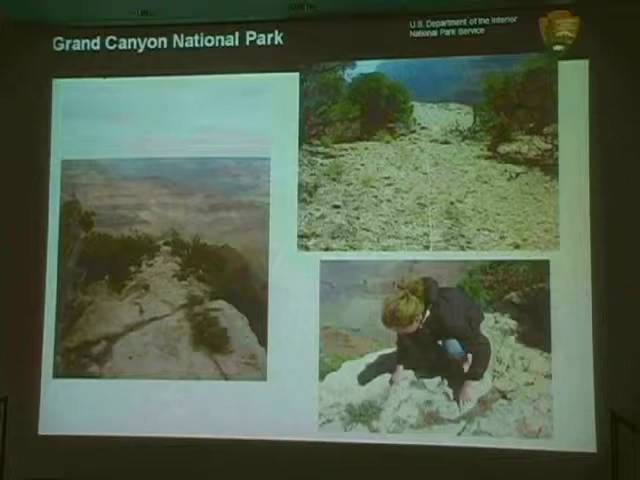 Grand Canyon National Park
U.S. Department of the Interior
National Park Service